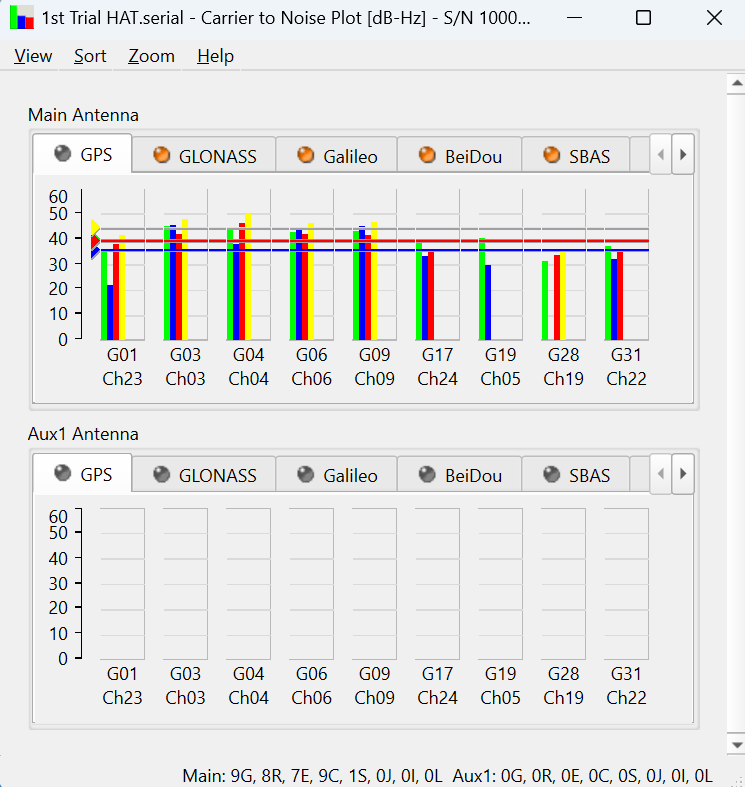 1st Trial HAT.serial - Carrier to Noise Plot [dB-Hz] - S/N 1000...
View Sort Zoom Help
Main Antenna
GPS GLONASS Galileo BeiDou SBAS
60
50
40
30
20
10
0
G01 G03 G04 G06 G09 G17 G19 G28 G31
Ch23 Ch03 Ch04 Ch06 Ch09 Ch24 Ch05 Ch19 Ch22
Aux1 Antenna
GPS GLONASS Galileo BeiDou SBAS
60
50
40
30
20
10
0
G01 G03 G04 G06 G09 G17 G19 G28 G31
Ch23 Ch03 Ch04 Ch06 Ch09 Ch24 Ch05 Ch19 Ch22
Main: 9G, 8R, 7E, 9C, 1S, 0J, 0I, 0L Aux1: 0G, 0R, 0E, 0C, 0S, 0J, 0I, 0L